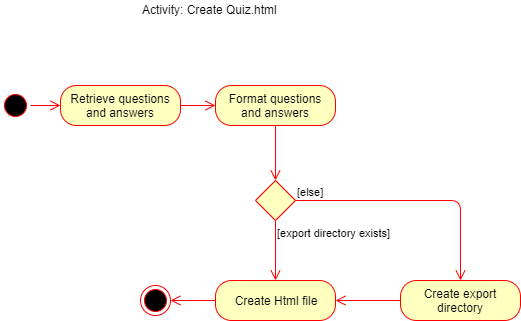 Activity: Create Quiz.html
Retrieve questions
and answers
Format questions
and answers
[else]
[export directory exists]
Create Html file
Create export
directory